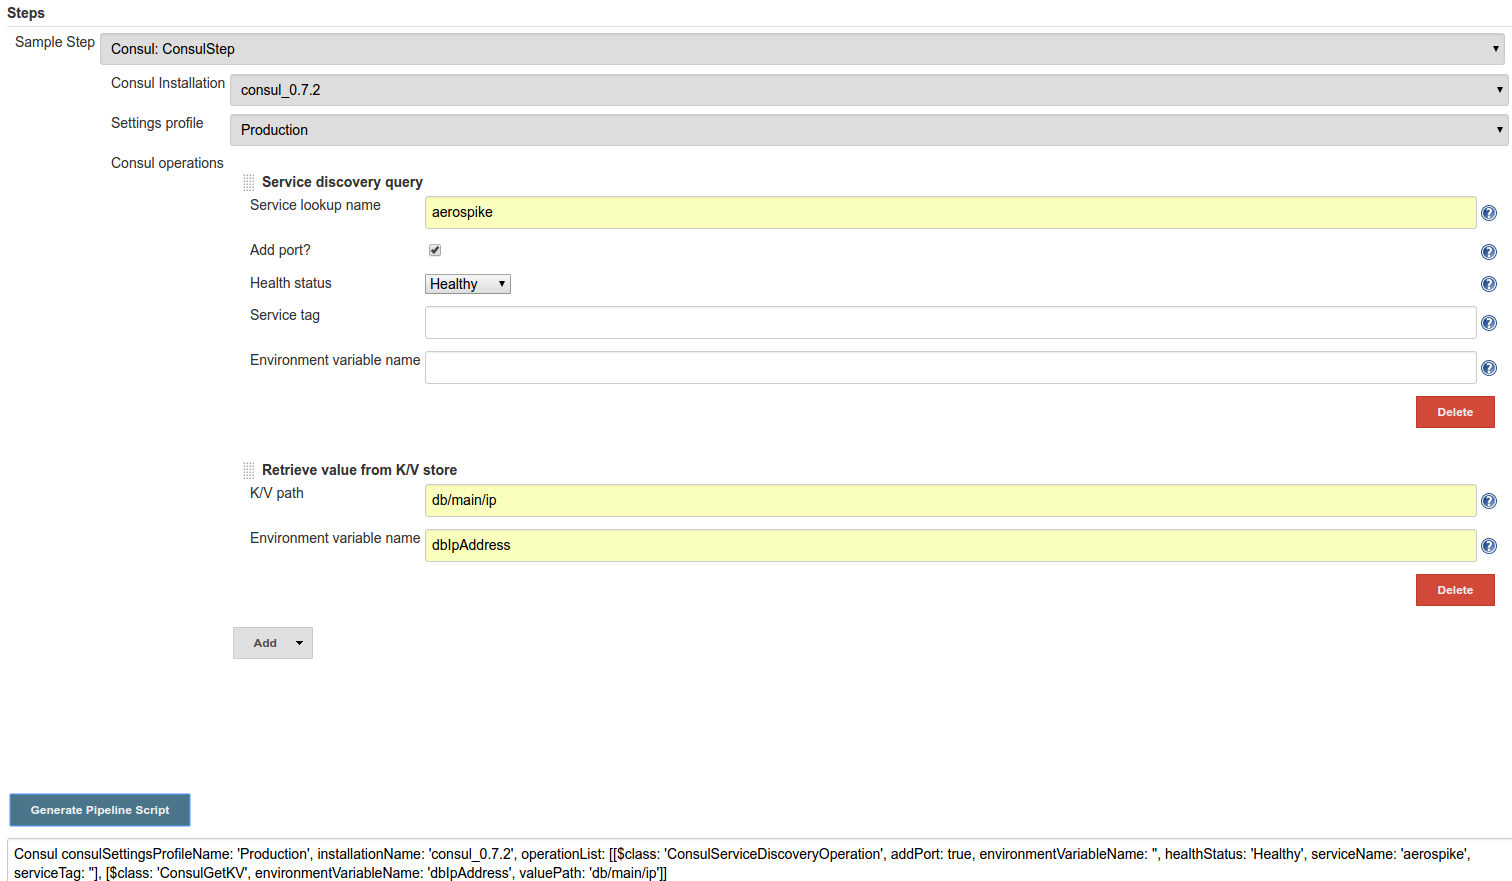 Steps
Sample Step
Consul: ConsulStep
Consul Installation
consul_0.7.2
Settings profile
Production
Consul operations
Service discovery query
Service lookup name
aerospike
Add port?
Health status
Healthy
Service tag
Environment variable name
Delete
Retrieve value from K/V store
K/V path
db/main/ip
Environment variable name
dbIpAddress
Delete
Add
Generate Pipeline Script
Consul consulSettingsProfileName: 'Production', installationName: 'consul_0.7.2', operationList: [[$class: 'ConsulServiceDiscoveryOperation', addPort: true, environmentVariableName: '', healthStatus: 'Healthy', serviceName: 'aerospike',
serviceTag: ''], [$class: 'ConsulGetKV', environmentVariableName: 'dbIpAddress', valuePath: 'db/main/ip']]